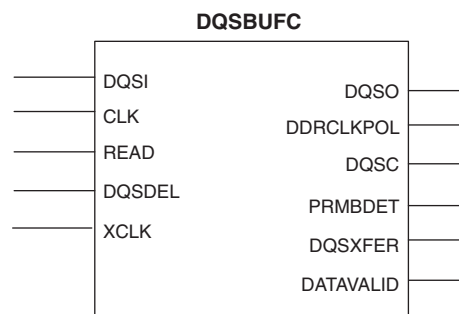 DQSBUFC
DQSI
CLK
READ
DQSDEL
XCLK
DQSO
DDRCLKPOL
DQSC
PRMBDET
DQSXFER
DATAVALID